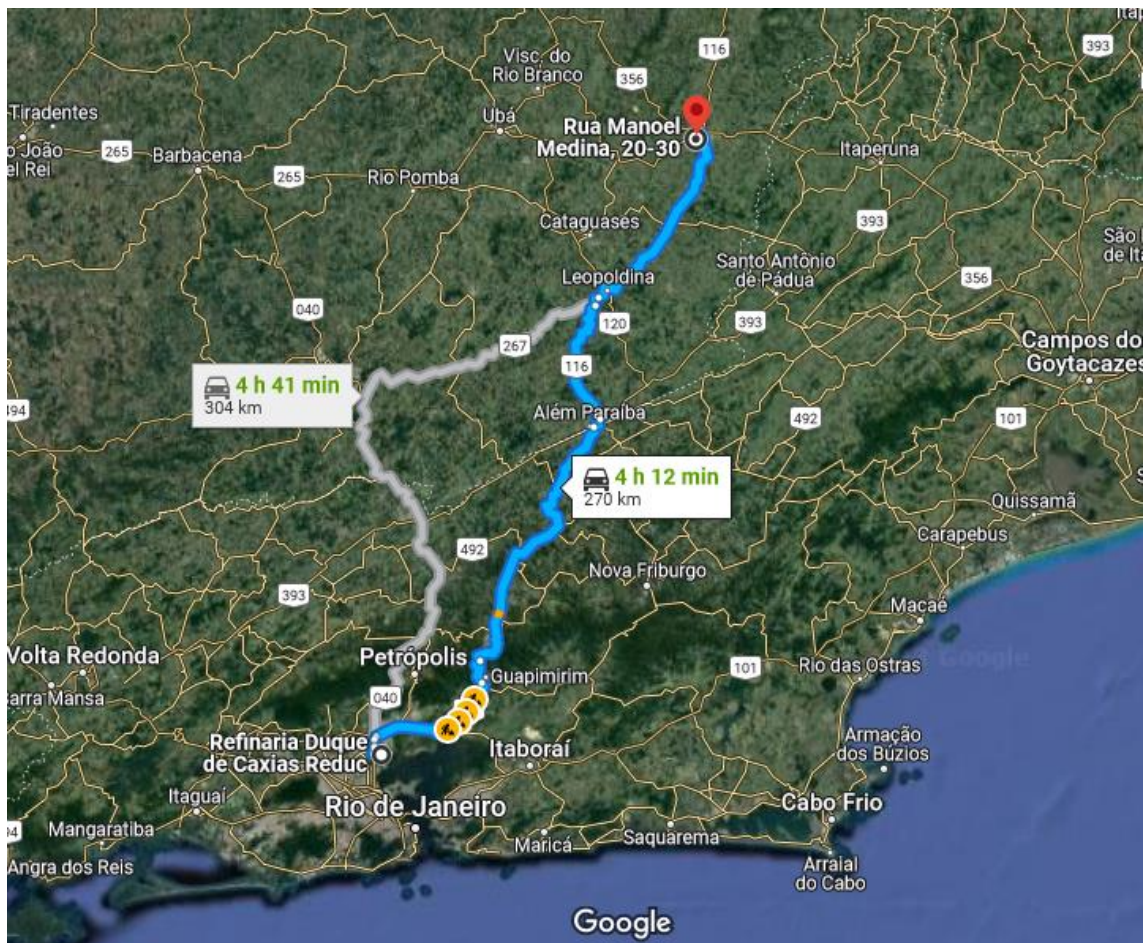 Ita
116
393
Visc. do
Rio Branco
356
Tiradentes
Ubá
Rua Manoel
Medina, 20-30
o João
el Rei
265
Barbacena
265
Itaperuna
Rio Pomba
Cataguases
393
São
de Ita
Leopoldina
Santo Antônio
de Pádua
356
040
120
393
267
116
Campos do
Goytacazes
4 h 41 min
304 km
494
Além Paraíba
492
101
4 h 12 min
270 km
Quissamã
Carapebus
492
Nova Friburgo
393
Macaé
Volta Redonda
Petrópolis
101
Rio das Ostras
Google
Barra Mansa
Guapimirim
040
Refinaria Duque
de Caxias Reduc
Itaboraí
Armação
dos Búzios
Itaguaí
Rio de Janeiro
Cabo Frio
94
Mangaratiba
Maricá
Saquarema
Angra dos Reis
Arraial
do Cabo
Google